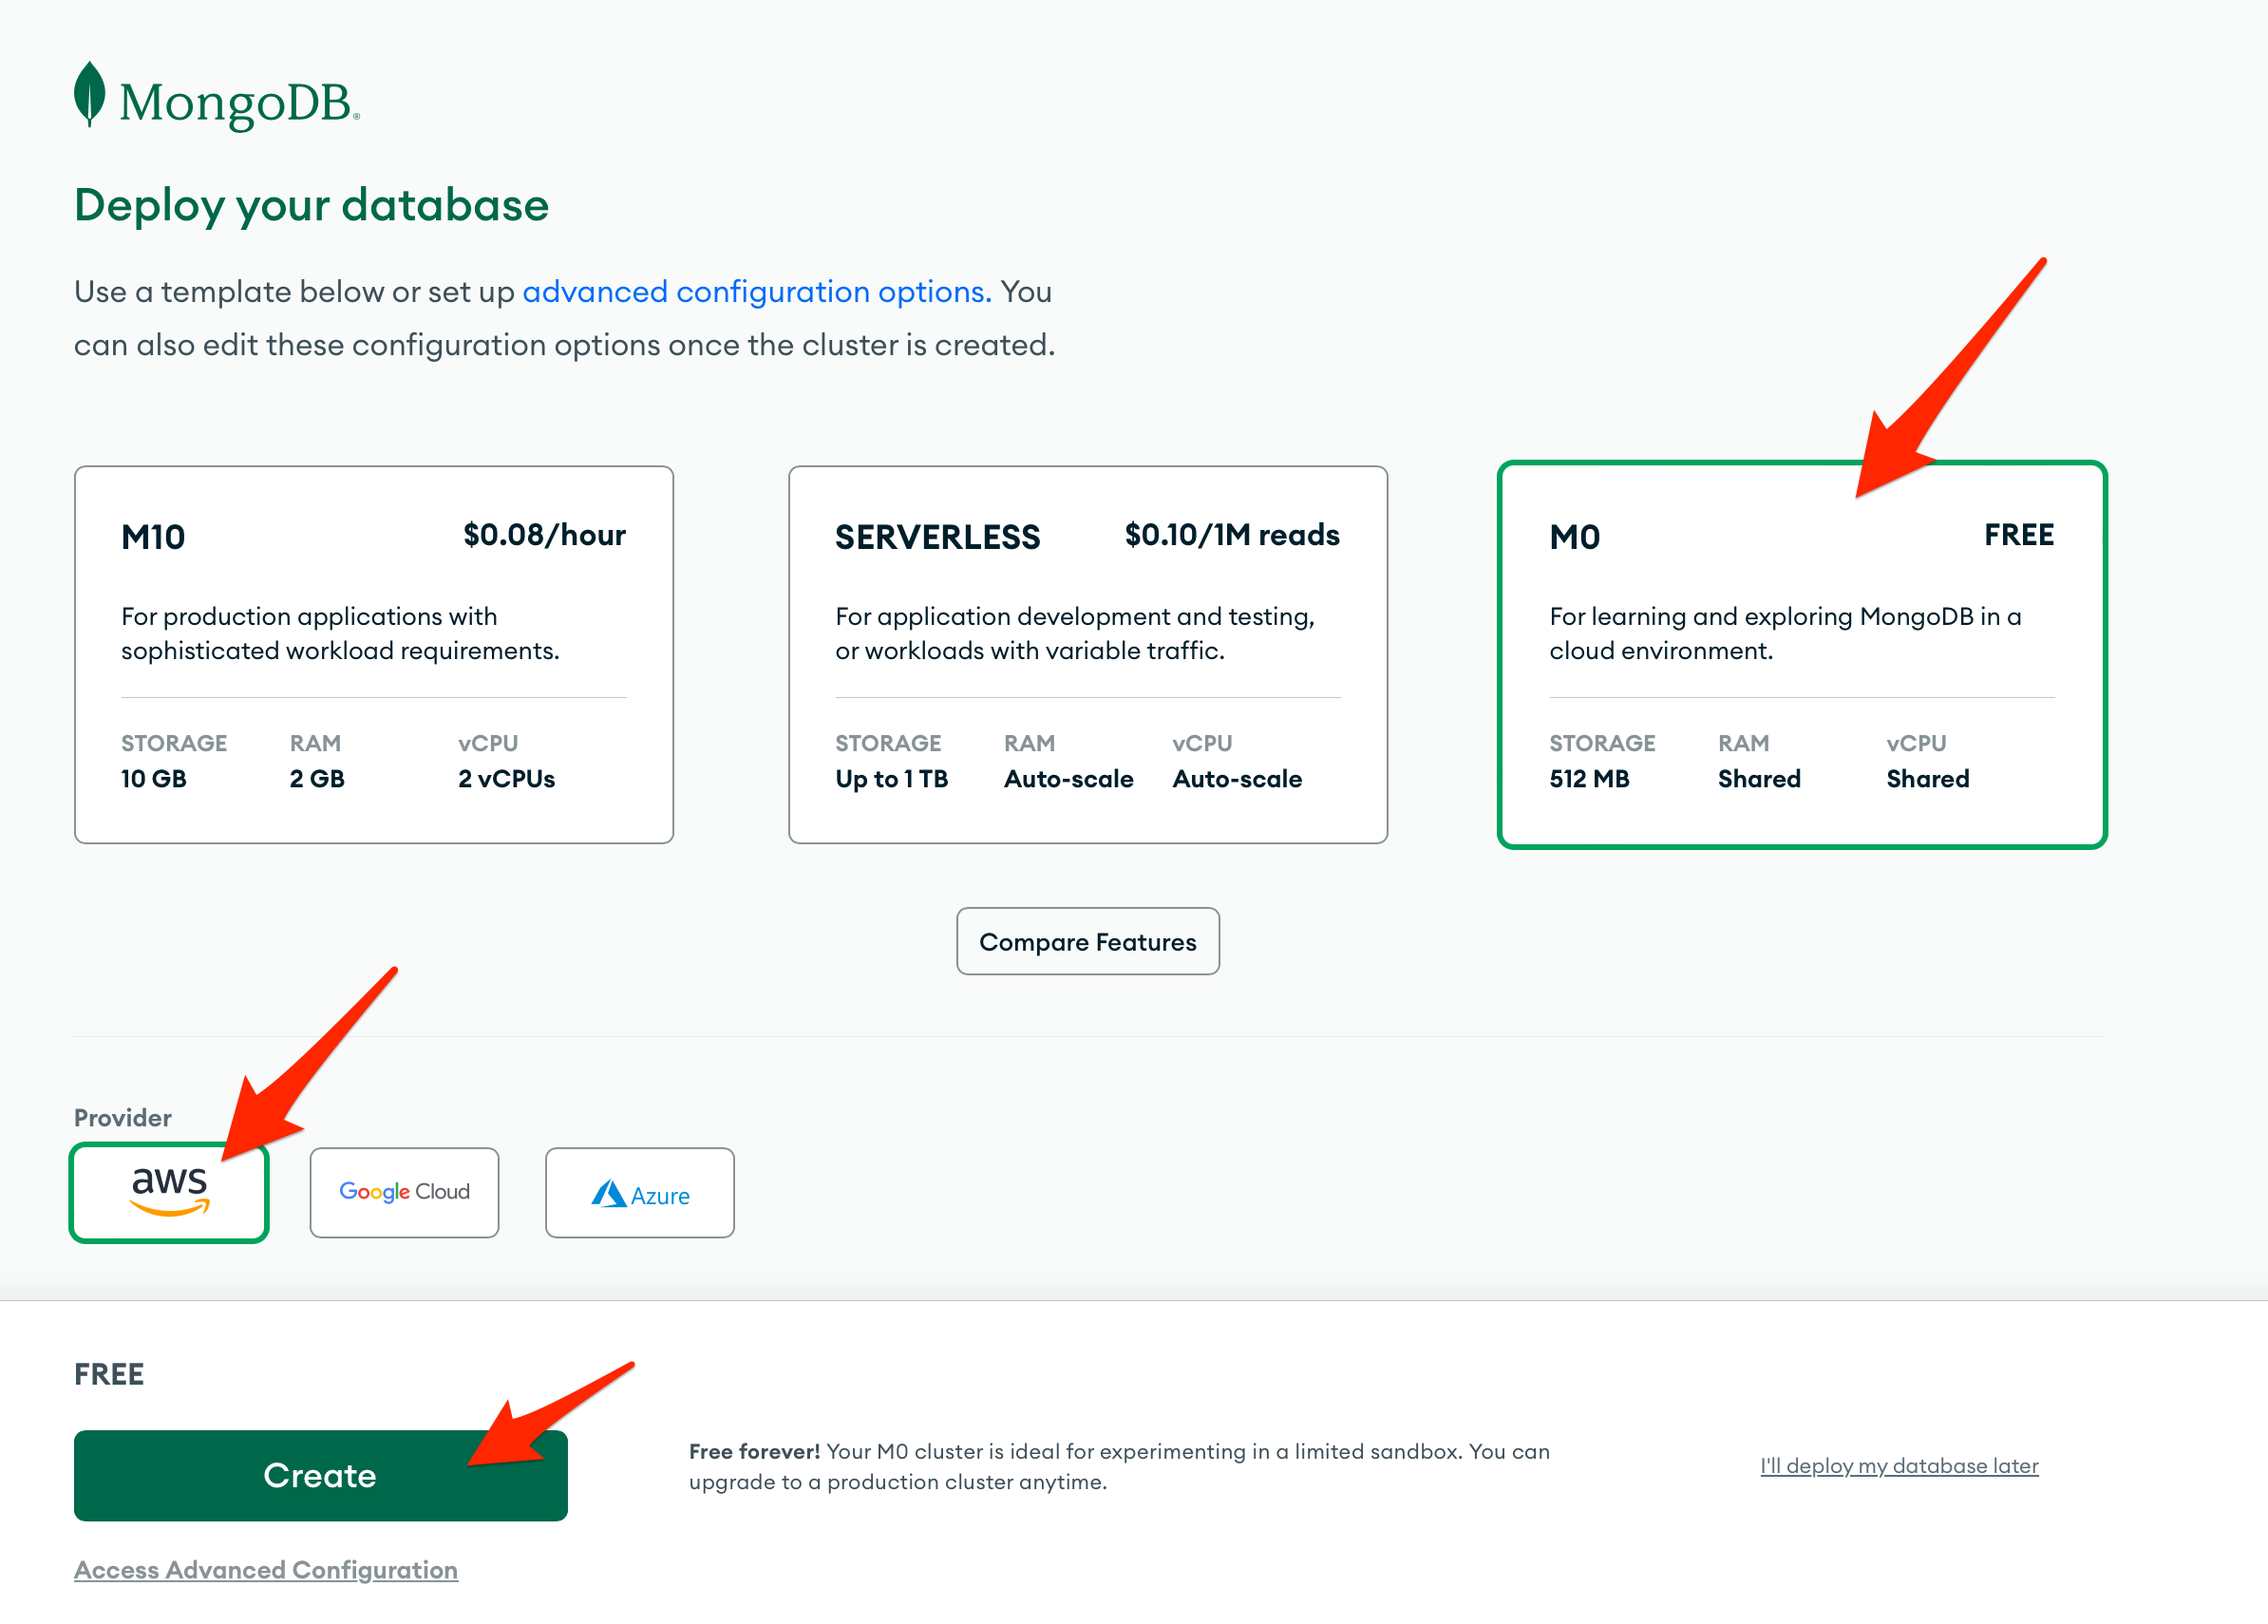 MongoDB®
Deploy your database
Use a template below or set up advanced configuration options. You
can also edit these configuration options once the cluster is created.
M10 $0.08/hour
For production applications with
sophisticated workload requirements.
STORAGE RAM vCPU
10 GB 2 GB 2 vCPUs
SERVERLESS $0.10/1M reads
For application development and testing,
or workloads with variable traffic.
STORAGE RAM vCPU
Up to 1 TB Auto-scale Auto-scale
M0 FREE
For learning and exploring MongoDB in a
cloud environment.
STORAGE RAM vCPU
512 MB Shared Shared
Compare Features
Provider
aws
Google Cloud
Azure
FREE
Create
Free forever! Your M0 cluster is ideal for experimenting in a limited sandbox. You can
upgrade to a production cluster anytime.
I'll deploy my database later
Access Advanced Configuration